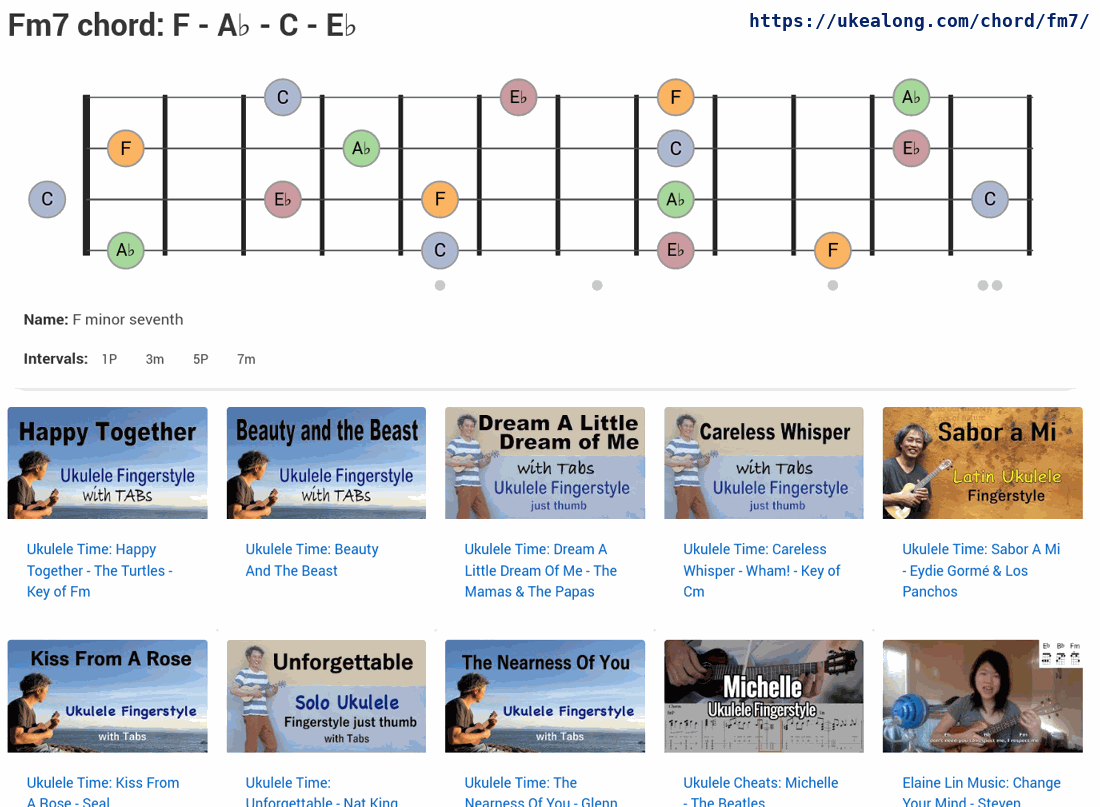 Fm7 chord: F - A♭ - C - E♭
https://ukealong.com/chord/fm7/
C E♭ F A♭
F A♭ C E♭
C E♭ F A♭ C
A♭ C E♭ F
Name: F minor seventh
Intervals: 1P 3m 5P 7m
Happy Together
Ukulele Fingerstyle
with TABs
Beauty and the Beast
Ukulele Fingerstyle
with TABs
Dream A Little
Dream of Me
with Tabs
Ukulele Fingerstyle
just thumb
Careless Whisper
with Tabs
Ukulele Fingerstyle
just thumb
Sabor a Mi
Latin Ukulele
Fingerstyle
Ukulele Time: Happy
Together - The Turtles -
Key of Fm
Ukulele Time: Beauty
And The Beast
Ukulele Time: Dream A
Little Dream Of Me - The
Mamas & The Papas
Ukulele Time: Careless
Whisper - Wham! - Key of
Cm
Ukulele Time: Sabor A Mi
- Eydie Gormé & Los
Panchos
Kiss From A Rose
Ukulele Fingerstyle
with Tabs
Unforgettable
Solo Ukulele
Fingerstyle just thumb
with Tabs
The Nearness Of You
Ukulele Fingerstyle
with Tabs
Michelle
Ukulele Fingerstyle
E♭ B♭ Fm
Ukulele Time: Kiss From
A Rose - Seal
Ukulele Time:
Unforgettable - Nat King
Ukulele Time: The
Nearness Of You - Glenn
Ukulele Cheats: Michelle
- The Beatles
Elaine Lin Music: Change
Your Mind - Steven